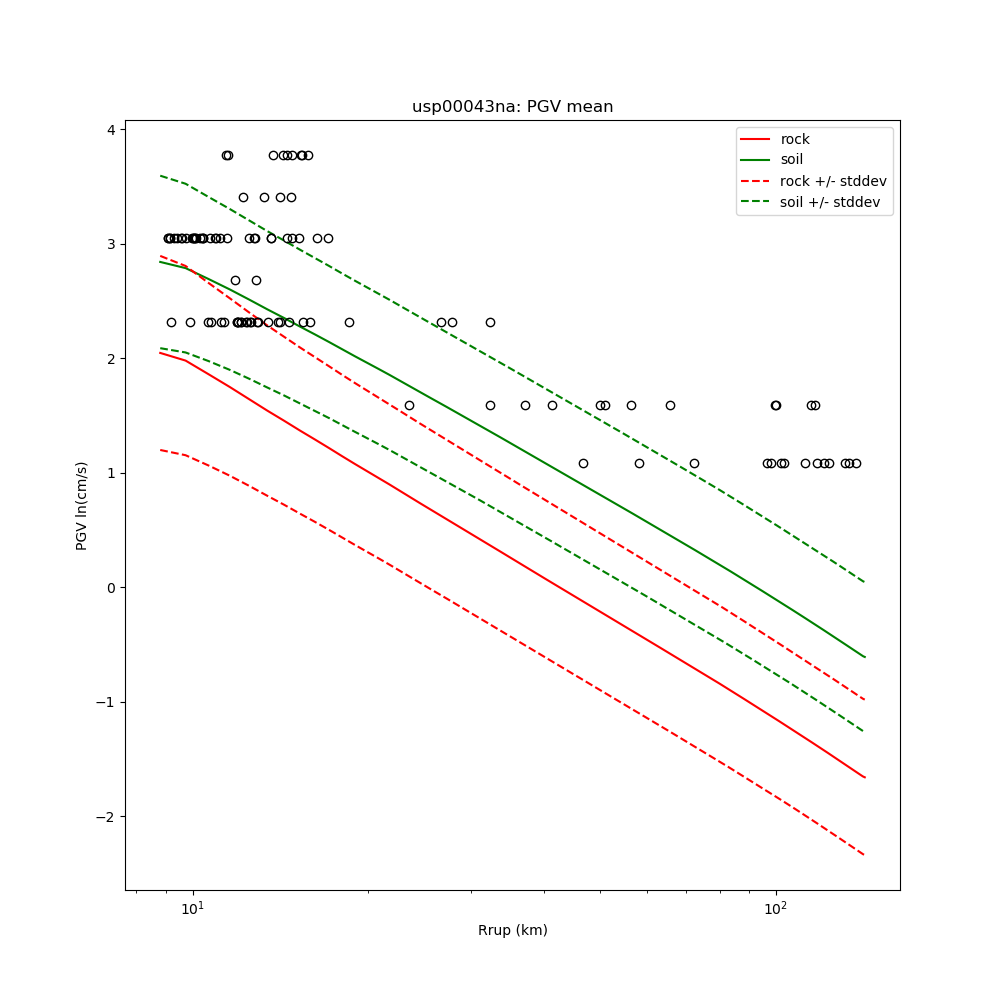 usp00043na: PGV mean
4
3
2
1
0
−1
−2
PGV ln(cm/s)
rock
soil
rock +/- stddev
soil +/- stddev
10¹
10²
Rrup (km)